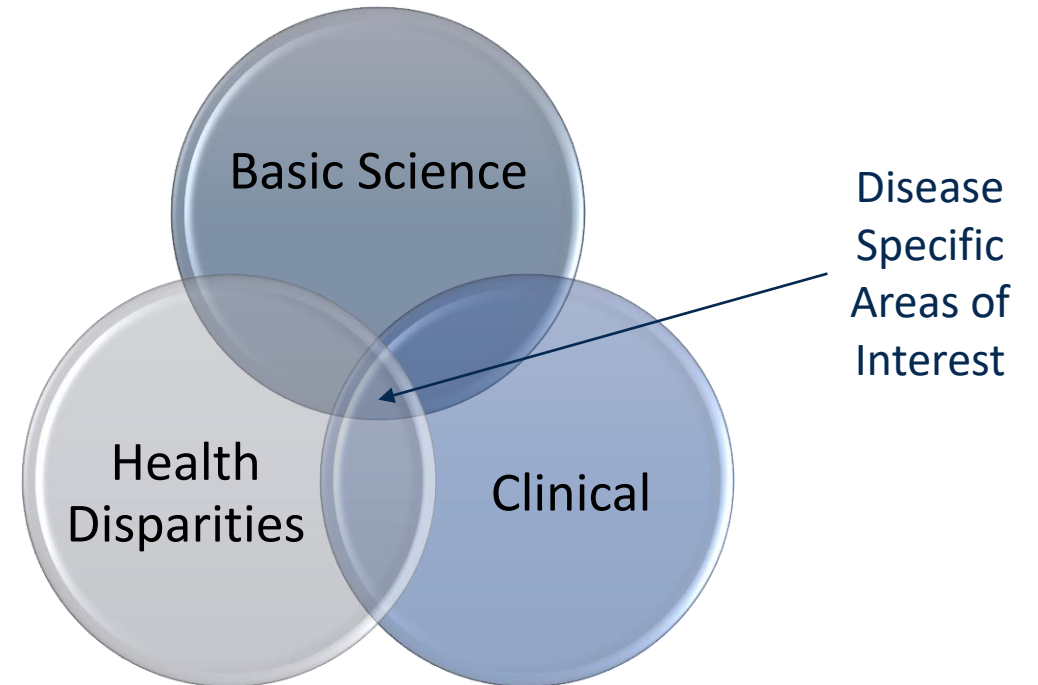 Basic Science
Disease
Specific
Areas of
Interest
Health
Disparities
Clinical